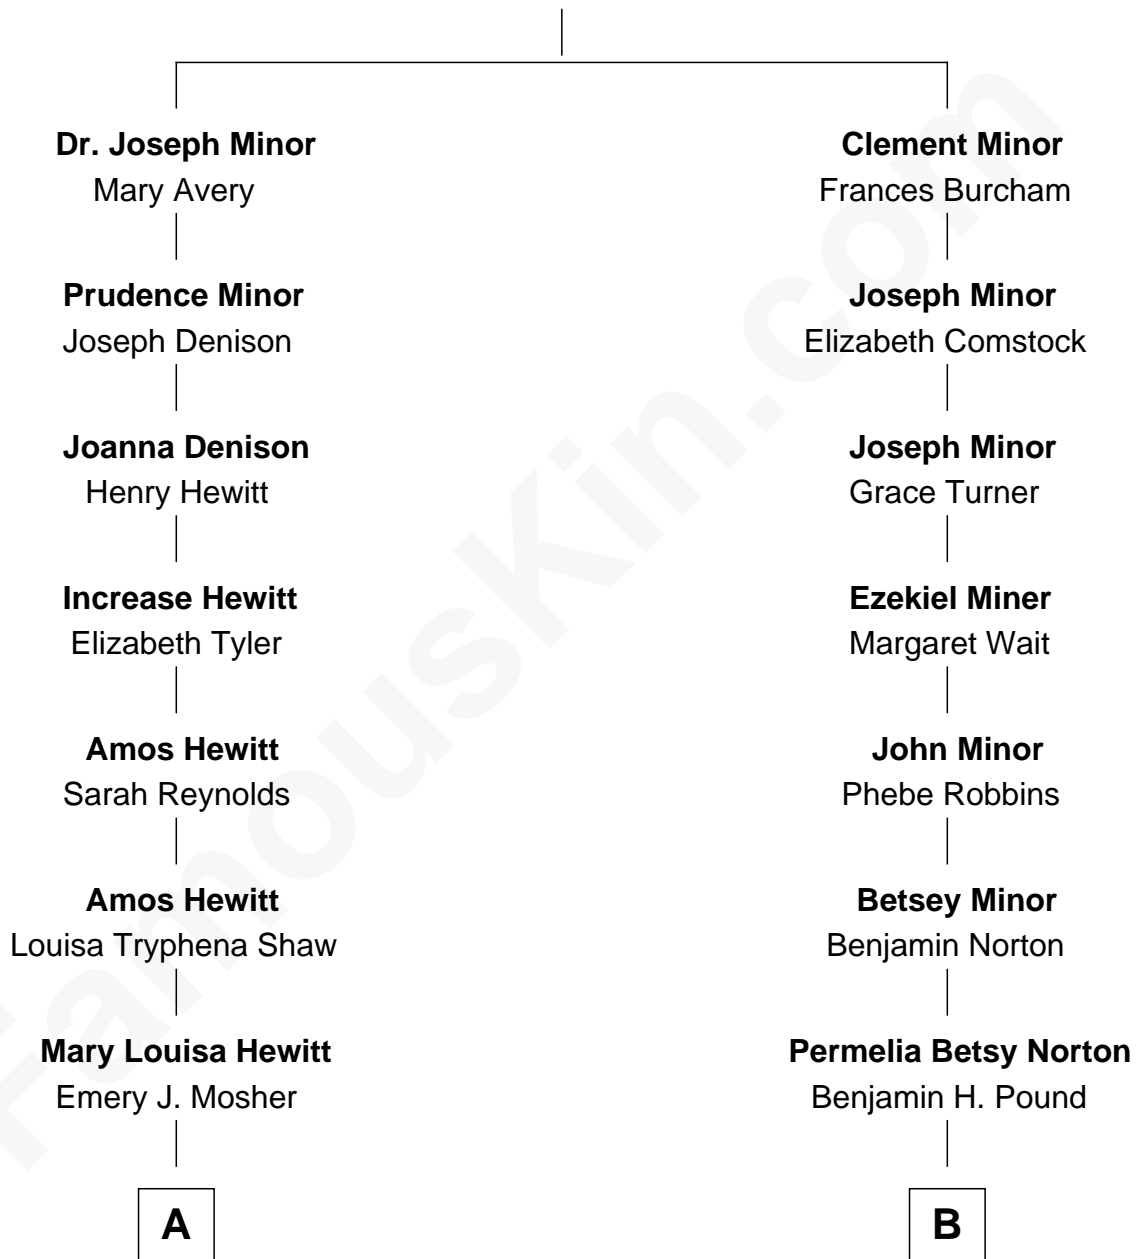 Dr. Joseph Minor
Mary Avery
Prudence Minor
Joseph Denison
Joanna Denison
Henry Hewitt
Increase Hewitt
Elizabeth Tyler
Amos Hewitt
Sarah Reynolds
Amos Hewitt
Louisa Tryphena Shaw
Mary Louisa Hewitt
Emery J. Mosher
A
Clement Minor
Frances Burcham
Joseph Minor
Elizabeth Comstock
Joseph Minor
Grace Turner
Ezekiel Miner
Margaret Wait
John Minor
Phebe Robbins
Betsey Minor
Benjamin Norton
Permelia Betsy Norton
Benjamin H. Pound
B
FamousKin.com